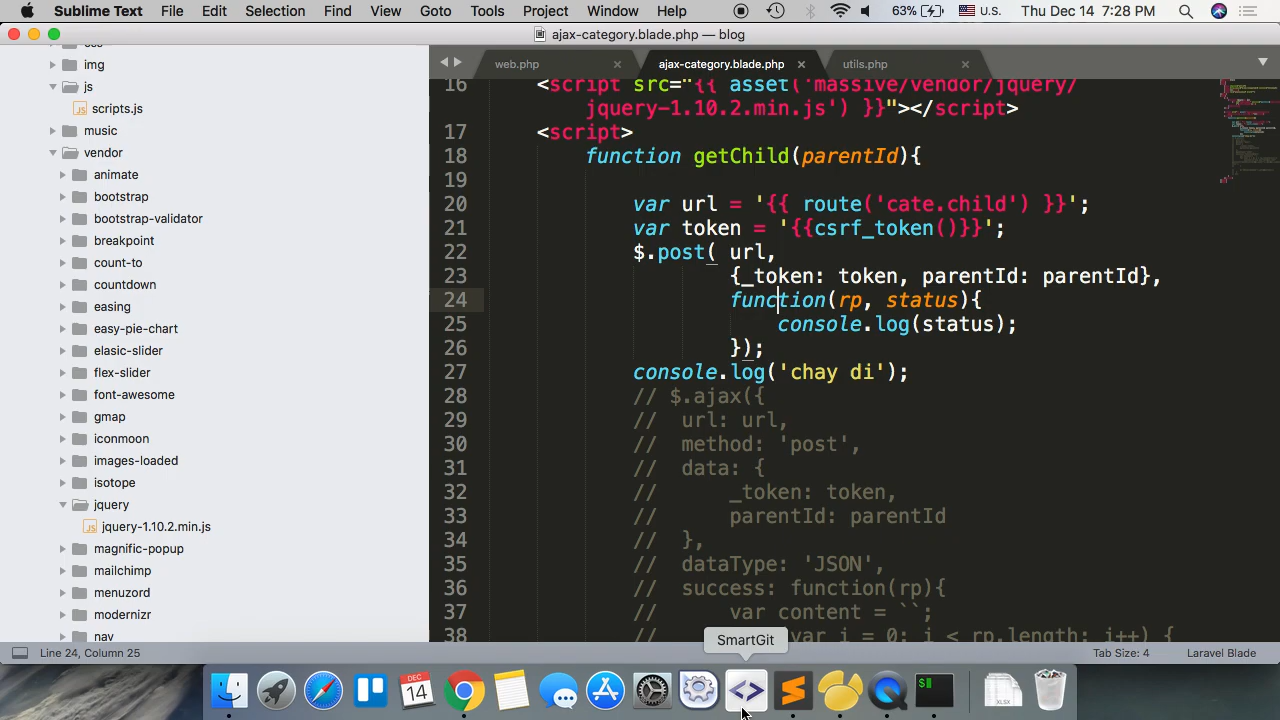 Sublime Text File Edit Selection Find View Goto Tools Project Window Help 63% U.S. Thu Dec 14 7:28 PM
ajax-category.blade.php — blog
img
js
scripts.js
music
vendor
animate
bootstrap
bootstrap-validator
breakpoint
count-to
countdown
easing
easy-pie-chart
elasic-slider
flex-slider
font-awesome
gmap
iconmoon
images-loaded
isotope
jquery
jquery-1.10.2.min.js
magnific-popup
mailchimp
menuzord
modernizr
nav
web.php ajax-category.blade.php utils.php
16 <script src="{{ asset('massive/vendor/jquery/
jquery-1.10.2.min.js') }}"></script>
17 <script>
18 function getChild(parentId){
19
20 var url = '{{ route('cate.child') }}';
21 var token = '{{csrf_token()}}';
22 $.post( url,
23 {_token: token, parentId: parentId},
24 function(rp, status){
25 console.log(status);
26 });
27 console.log('chay di');
28 // $.ajax({
29 // url: url,
30 // method: 'post',
31 // data: {
32 // _token: token,
33 // parentId: parentId
34 // },
35 // dataType: 'JSON',
36 // success: function(rp){
37 // var content = ``;
38 // var i = 0; i < rp.length; i++) {
SmartGit
Line 24, Column 25 Tab Size: 4 Laravel Blade
DEC
14
$
XLSX